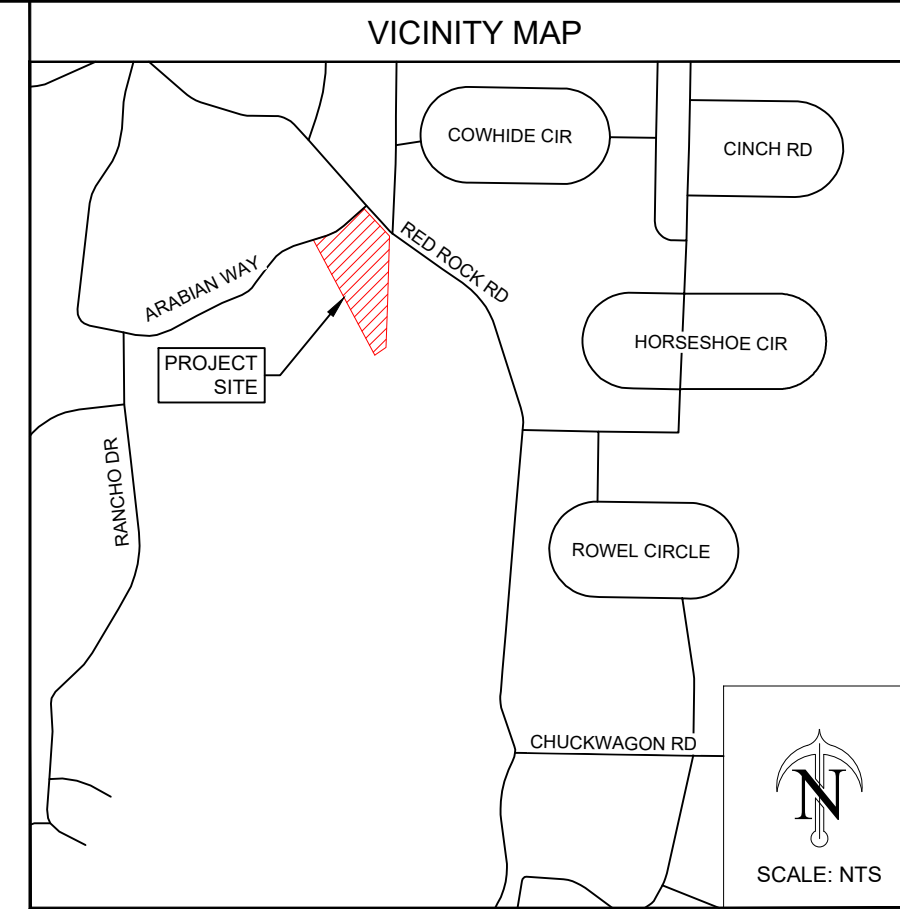 VICINITY MAP
COWHIDE CIR
CINCH RD
RED ROCK RD
ARABIAN WAY
HORSESHOE CIR
PROJECT
SITE
RANCHO DR
ROWEL CIRCLE
CHUCKWAGON RD
N
SCALE: NTS